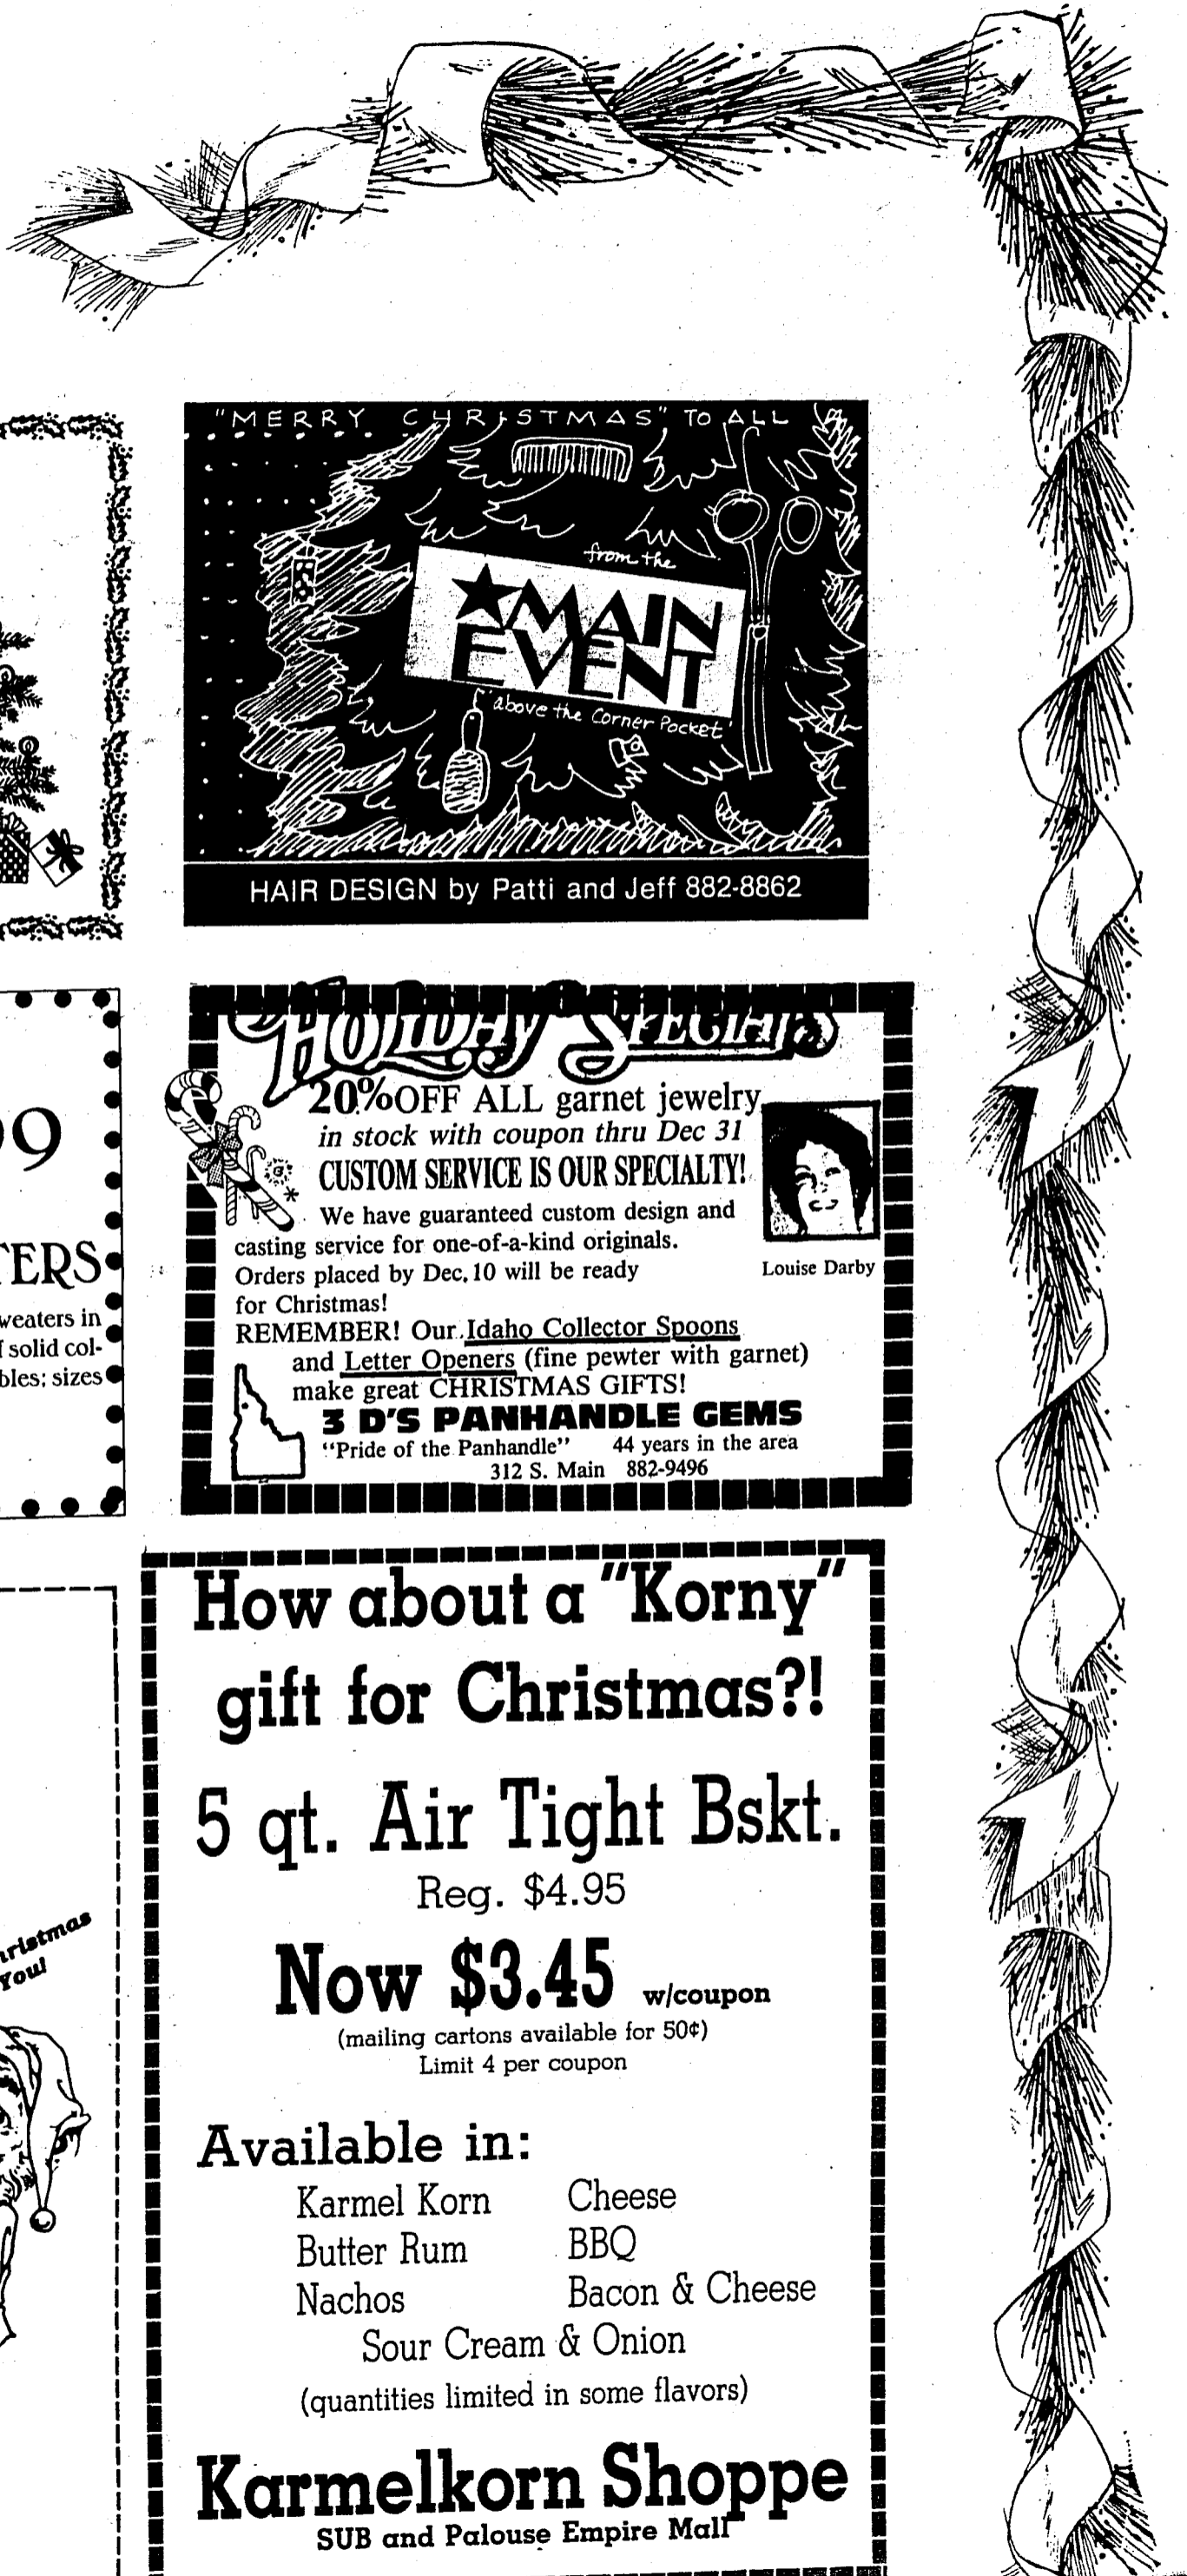 "MERRY CHRISTMAS" TO ALL
from the
MAIN
EVENT
above the Corner Pocket
HAIR DESIGN by Patti and Jeff 882-8862
99
TERS
weaters in
f solid col-
bles; sizes
HOLIDAY SPECIALS
20% OFF ALL garnet jewelry
in stock with coupon thru Dec 31
CUSTOM SERVICE IS OUR SPECIALTY!
We have guaranteed custom design and
casting service for one-of-a-kind originals.
Orders placed by Dec. 10 will be ready
for Christmas!
Louise Darby
REMEMBER! Our Idaho Collector Spoons
and Letter Openers (fine pewter with garnet)
make great CHRISTMAS GIFTS!
3 D'S PANHANDLE GEMS
"Pride of the Panhandle" 44 years in the area
312 S. Main 882-9496
ristmas
You!
How about a "Korny"
gift for Christmas?!
5 qt. Air Tight Bskt.
Reg. $4.95
Now $3.45 w/coupon
(mailing cartons available for 50¢)
Limit 4 per coupon
Available in:
Karmel Korn Cheese
Butter Rum BBQ
Nachos Bacon & Cheese
Sour Cream & Onion
(quantities limited in some flavors)
Karmelkorn Shoppe
SUB and Palouse Empire Mall